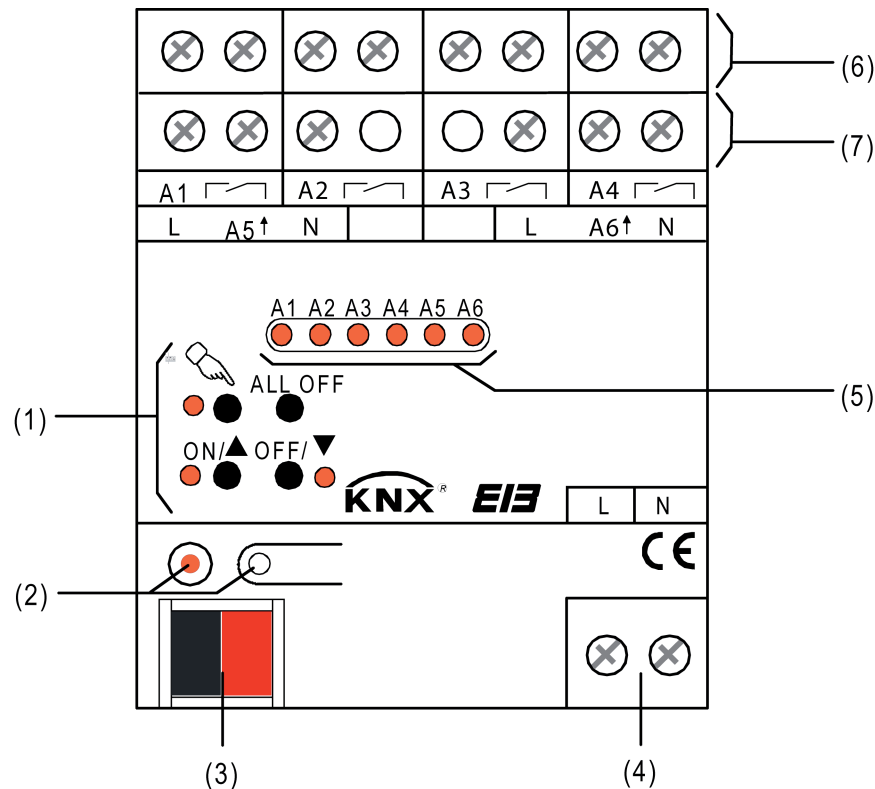 (6)
(7)
A1 A2 A3 A4
L A5 N L A6 N
A1 A2 A3 A4 A5 A6
(5)
ALL OFF
(1)
ON/▲ OFF/▼
KNX® EIB
L N
CE
(2)
(3)
(4)